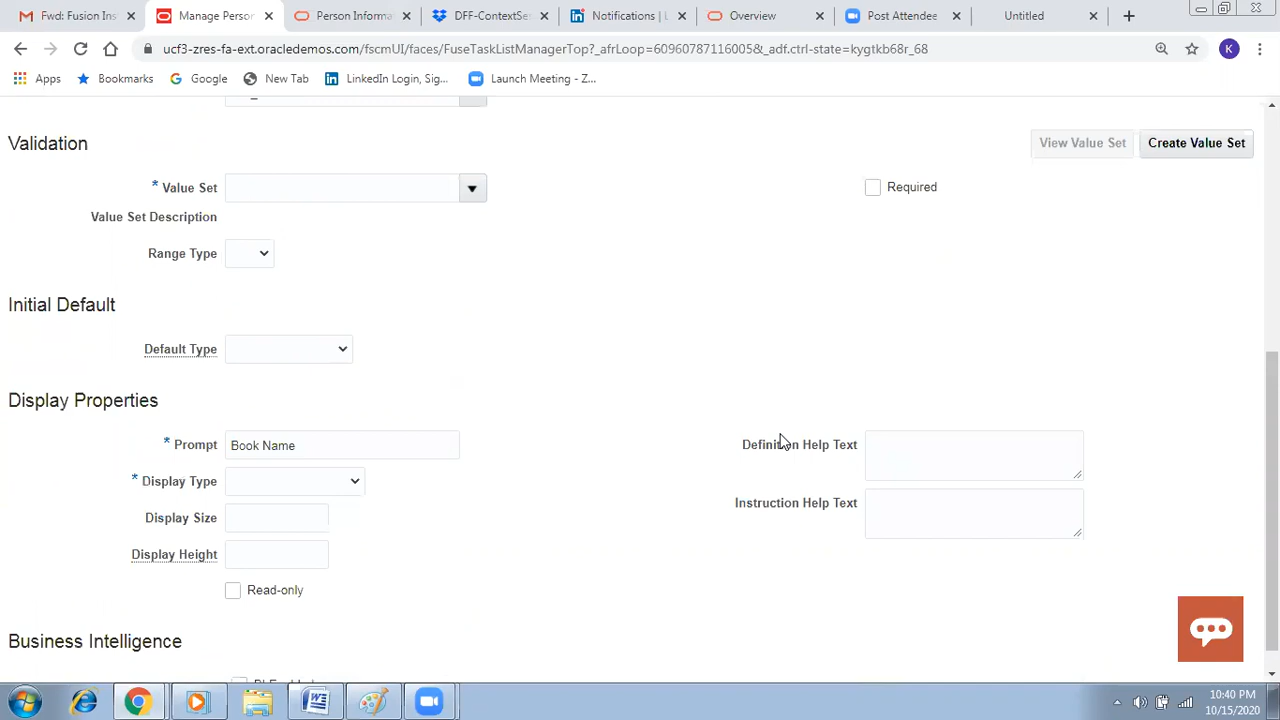 Fwd: Fusion Ins
Manage Person
Person Informa
DFF-ContextSe
Notifications | L
Overview
Post Attendee
Untitled
ucf3-zres-fa-ext.oracledemos.com/fscmUI/faces/FuseTaskListManagerTop?_afrLoop=60960787116005&_adf.ctrl-state=kygtkb68r_68
K
Apps
Bookmarks
Google
New Tab
LinkedIn Login, Sig...
Launch Meeting - Z...
Validation
View Value Set
Create Value Set
* Value Set
Required
Value Set Description
Range Type
Initial Default
Default Type
Display Properties
* Prompt
Book Name
Definition Help Text
* Display Type
Instruction Help Text
Display Size
Display Height
Read-only
Business Intelligence
10:40 PM
10/15/2020